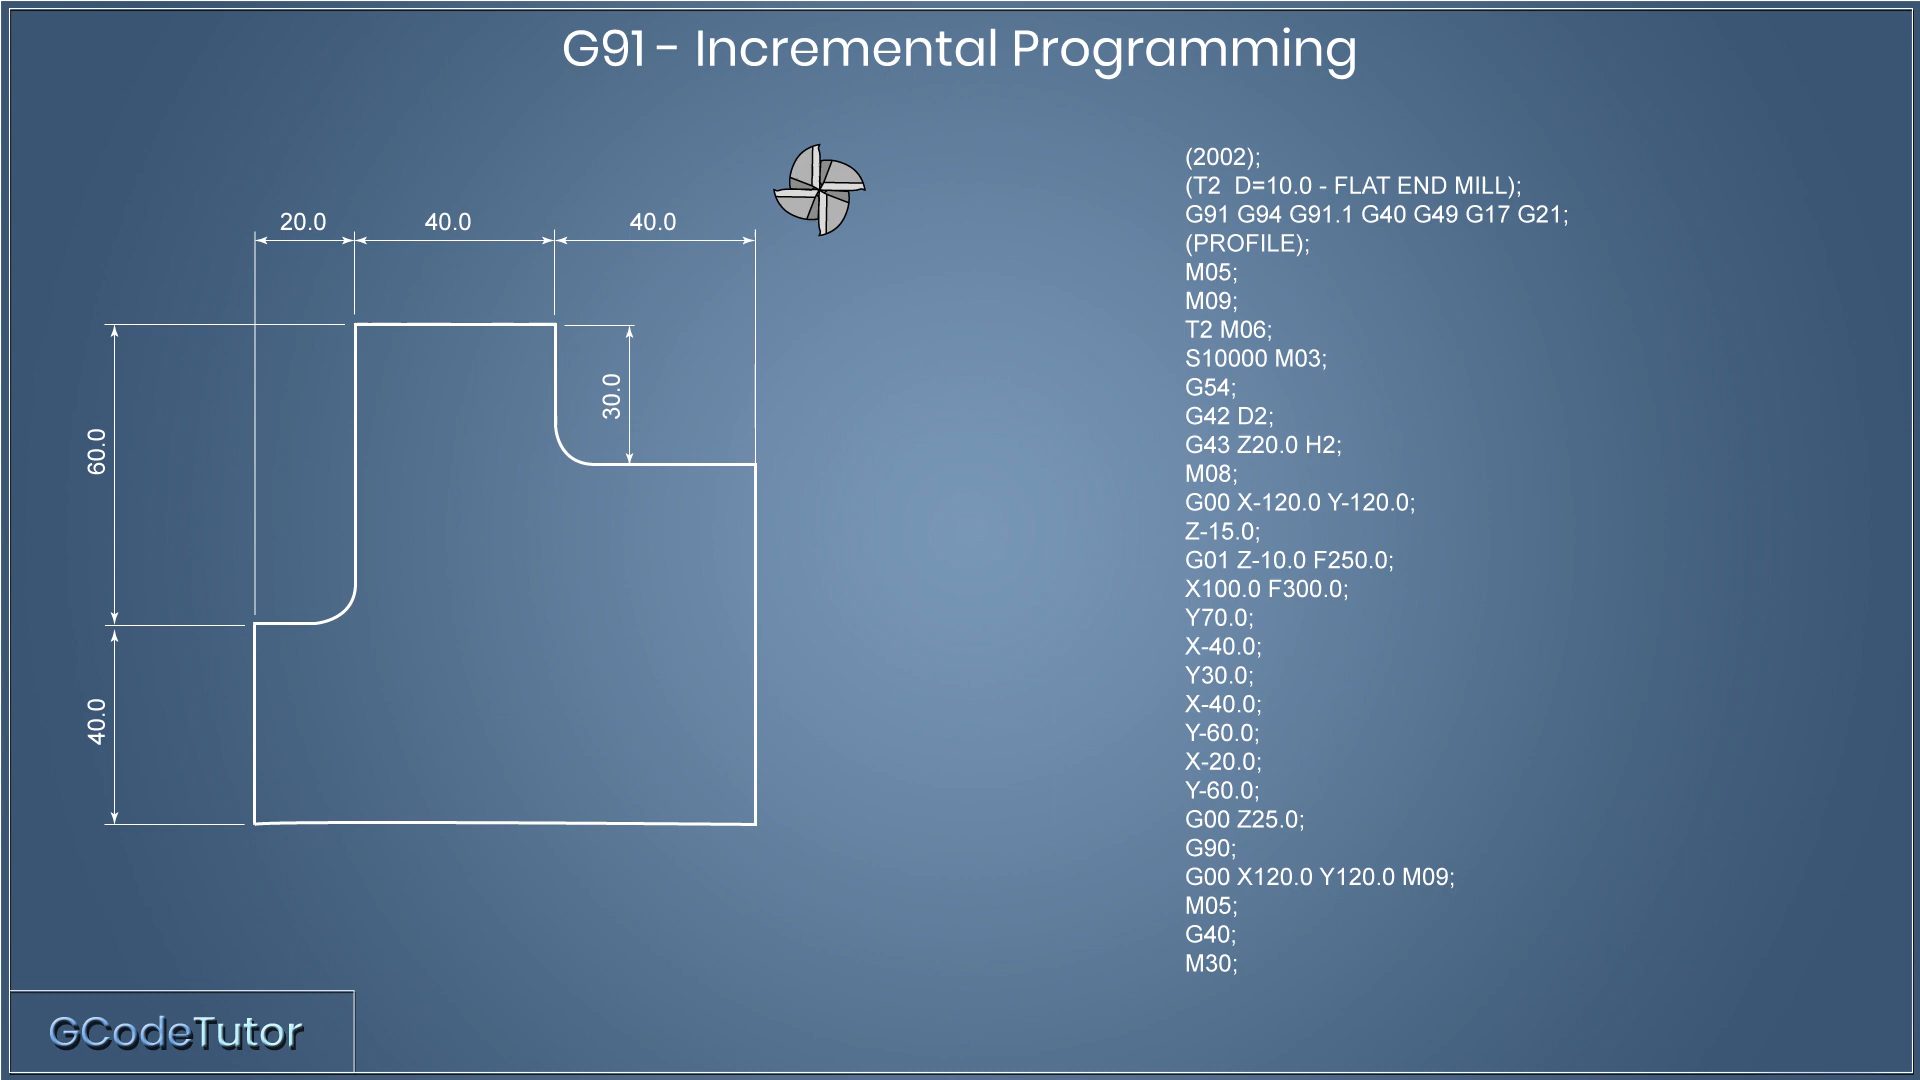 G91 - Incremental Programming
20.0
40.0
40.0
30.0
60.0
40.0
(2002);
(T2 D=10.0 - FLAT END MILL);
G91 G94 G91.1 G40 G49 G17 G21;
(PROFILE);
M05;
M09;
T2 M06;
S10000 M03;
G54;
G42 D2;
G43 Z20.0 H2;
M08;
G00 X-120.0 Y-120.0;
Z-15.0;
G01 Z-10.0 F250.0;
X100.0 F300.0;
Y70.0;
X-40.0;
Y30.0;
X-40.0;
Y-60.0;
X-20.0;
Y-60.0;
G00 Z25.0;
G90;
G00 X120.0 Y120.0 M09;
M05;
G40;
M30;
GCodeTutor